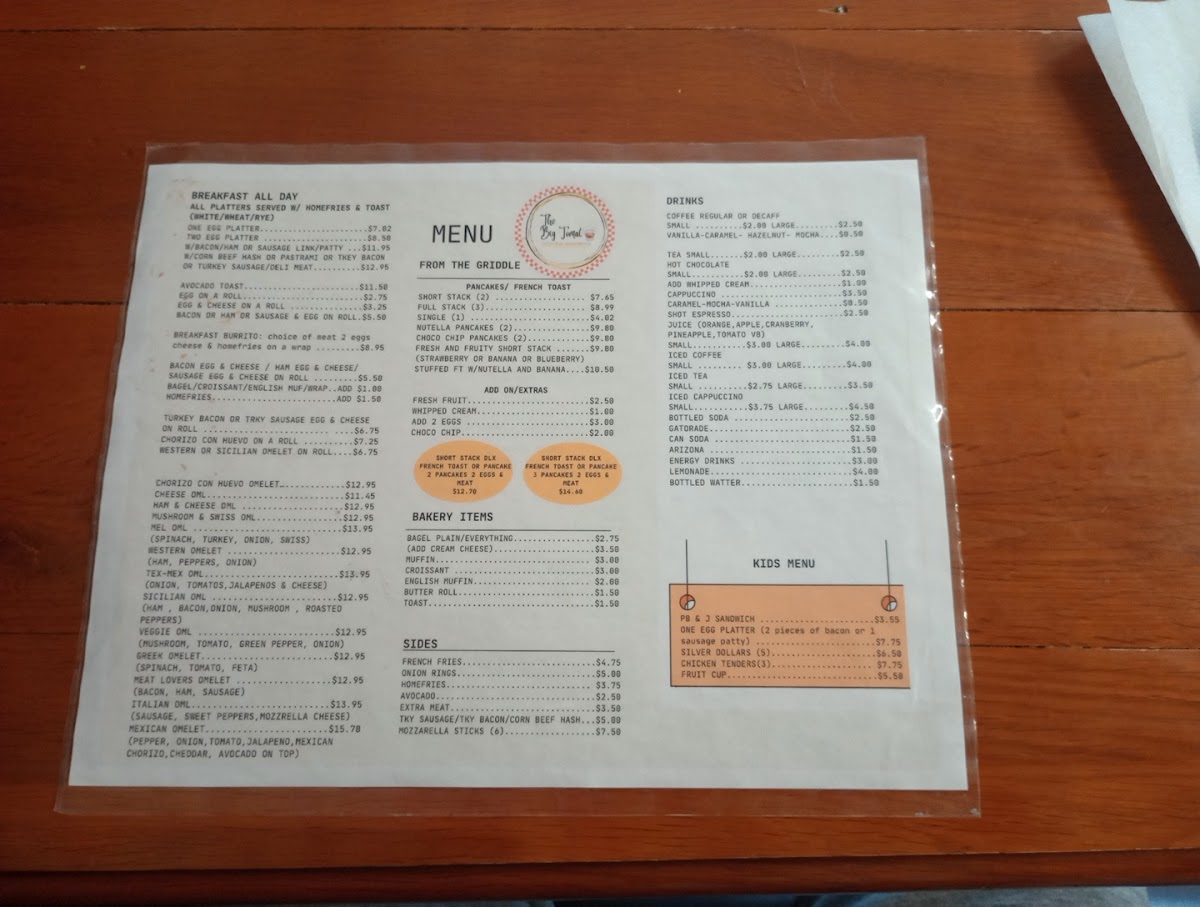 BREAKFAST ALL DAY
ALL PLATTERS SERVED W/ HOMEFRIES & TOAST
(WHITE/WHEAT/RYE)
ONE EGG PLATTER........................$7.02
TWO EGG PLATTER ........................$8.50
W/BACON/HAM OR SAUSAGE LINK/PATTY ...$11.95
W/CORN BEEF HASH OR PASTRAMI OR TKEY BACON
OR TURKEY SAUSAGE/DELI MEAT..........$12.95
AVOCADO TOAST.........................$11.50
EGG ON A ROLL..........................$2.75
EGG & CHEESE ON A ROLL ................$3.25
BACON OR HAM OR SAUSAGE & EGG ON ROLL.$5.50
BREAKFAST BURRITO: choice of meat 2 eggs
cheese & homefries on a wrap .........$8.95
BACON EGG & CHEESE / HAM EGG & CHEESE/
SAUSAGE EGG & CHEESE ON ROLL .........$5.50
BAGEL/CROISSANT/ENGLISH MUF/WRAP..ADD $1.00
HOMEFRIES........................ADD $1.50
TURKEY BACON OR TRKY SAUSAGE EGG & CHEESE
ON ROLL .......................... ....$6.75
CHORIZO CON HUEVO ON A ROLL ..........$7.25
WESTERN OR SICILIAN OMELET ON ROLL....$6.75
CHORIZO CON HUEVO OMELET…............$12.95
CHEESE OML...........................$11.45
HAM & CHEESE OML ....................$12.95
MUSHROOM & SWISS OML.................$12.95
MEL OML .............................$13.95
(SPINACH, TURKEY, ONION, SWISS)
WESTERN OMELET ......................$12.95
(HAM, PEPPERS, ONION)
TEX-MEX OML..........................$13.95
(ONION, TOMATOS,JALAPENOS & CHEESE)
SICILIAN OML ........................$12.95
(HAM , BACON,ONION, MUSHROOM , ROASTED
PEPPERS)
VEGGIE OML ..........................$12.95
(MUSHROOM, TOMATO, GREEN PEPPER, ONION)
GREEK OMELET.........................$12.95
(SPINACH, TOMATO, FETA)
MEAT LOVERS OMELET ..................$12.95
(BACON, HAM, SAUSAGE)
ITALIAN OML..........................$13.95
(SAUSAGE, SWEET PEPPERS,MOZZRELLA CHEESE)
MEXICAN OMELET.......................$15.70
(PEPPER, ONION,TOMATO,JALAPENO,MEXICAN
CHORIZO,CHEDDAR, AVOCADO ON TOP)
MENU
The
Big Tomat
FROM THE GRIDDLE
PANCAKES/ FRENCH TOAST
SHORT STACK (2) ...................... $7.65
FULL STACK (3)........................ $8.99
SINGLE (1) ........................... $4.02
NUTELLA PANCAKES (2)..................$9.80
CHOCO CHIP PANCAKES (2)...............$9.80
FRESH AND FRUITY SHORT STACK .......$9.80
(STRAWBERRY OR BANANA OR BLUEBERRY)
STUFFED FT W/NUTELLA AND BANANA....$10.50
ADD ON/EXTRAS
FRESH FRUIT...........................$2.50
WHIPPED CREAM.........................$1.00
ADD 2 EGGS ...........................$3.00
CHOCO CHIP............................$2.00
SHORT STACK DLX
FRENCH TOAST OR PANCAKE
2 PANCAKES 2 EGGS &
MEAT
$12.70
SHORT STACK DLX
FRENCH TOAST OR PANCAKE
3 PANCAKES 2 EGGS &
MEAT
$14.60
BAKERY ITEMS
BAGEL PLAIN/EVERYTHING................$2.75
(ADD CREAM CHEESE)....................$3.50
MUFFIN................................$3.00
CROISSANT ............................$3.00
ENGLISH MUFFIN........................$2.00
BUTTER ROLL...........................$1.50
TOAST.................................$1.50
SIDES
FRENCH FRIES..........................$4.75
ONION RINGS...........................$5.00
HOMEFRIES............................. $3.75
AVOCADO...............................$2.50
EXTRA MEAT............................$3.50
TKY SAUSAGE/TKY BACON/CORN BEEF HASH...$5.00
MOZZARELLA STICKS (6).................$7.50
DRINKS
COFFEE REGULAR OR DECAFF
SMALL ..........$2.00 LARGE........$2.50
VANILLA-CARAMEL- HAZELNUT- MOCHA....$0.50
TEA SMALL.......$2.00 LARGE........$2.50
HOT CHOCOLATE
SMALL...........$2.00 LARGE........$2.50
ADD WHIPPED CREAM....................$1.00
CAPPUCCINO ..........................$3.50
CARAMEL-MOCHA-VANILLA ...............$0.50
SHOT ESPRESSO........................$2.50
JUICE (ORANGE,APPLE,CRANBERRY,
PINEAPPLE,TOMATO V8)
SMALL...........$3.00 LARGE.........$4.00
ICED COFFEE
SMALL .......... $3.00 LARGE........$4.00
ICED TEA
SMALL ..........$2.75 LARGE.........$3.50
ICED CAPPUCCINO
SMALL...........$3.75 LARGE.........$4.50
BOTTLED SODA ........................$2.50
GATORADE.............................$2.50
CAN SODA ............................$1.50
ARIZONA .............................$1.50
ENERGY DRINKS .......................$3.00
LEMONADE.............................$4.00
BOTTLED WATTER.......................$1.50
KIDS MENU
PB & J SANDWICH .....................$3.55
ONE EGG PLATTER (2 pieces of bacon or 1
sausage patty) ......................$7.75
SILVER DOLLARS (5)...................$6.50
CHICKEN TENDERS(3)...................$7.75
FRUIT CUP............................$5.50